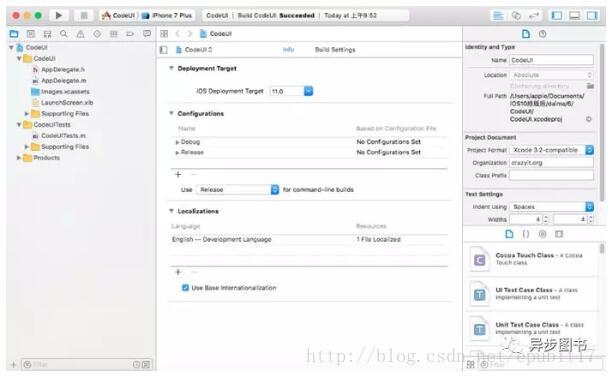 CodeUI
iPhone 7 Plus
CodeUI
Build CodeUI: Succeeded
Today at 上午9:52
CodeUI
CodeUI
AppDelegate.h
AppDelegate.m
Images.xcassets
LaunchScreen.xib
Supporting Files
CodeUITests
CodeUITests.m
Supporting Files
Products
Filter
CodeUI
CodeUI
Info
Build Settings
Deployment Target
iOS Deployment Target
11.0
Configurations
Name
Based on Configuration File
Debug
No Configurations Set
Release
No Configurations Set
Use
Release
for command-line builds
Localizations
Language
Resources
English — Development Language
1 File Localized
Use Base Internationalization
Identity and Type
Name
CodeUI
Location
Absolute
Containing directory
Full Path
/Users/apple/Documents/
CodeUI/
CodeUI.xcodeproj
Project Document
Project Format
Xcode 3.2-compatible
Organization
crazyit.org
Class Prefix
Text Settings
Indent Using
Spaces
Widths
4
4
Cocoa Touch Class - A Cocoa
Touch class
UI Test Case Class - A class
implementing a unit test
Unit Test Case Class - A class
implementing a unit test
Filter
异步图书
http://blog.csdn.net/epubit17